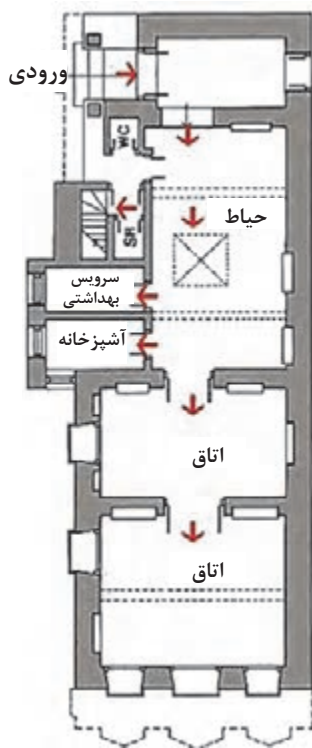 ورودی
WC
حیاط
SH
سرویس
بهداشتی
آشپزخانه
اتاق
اتاق